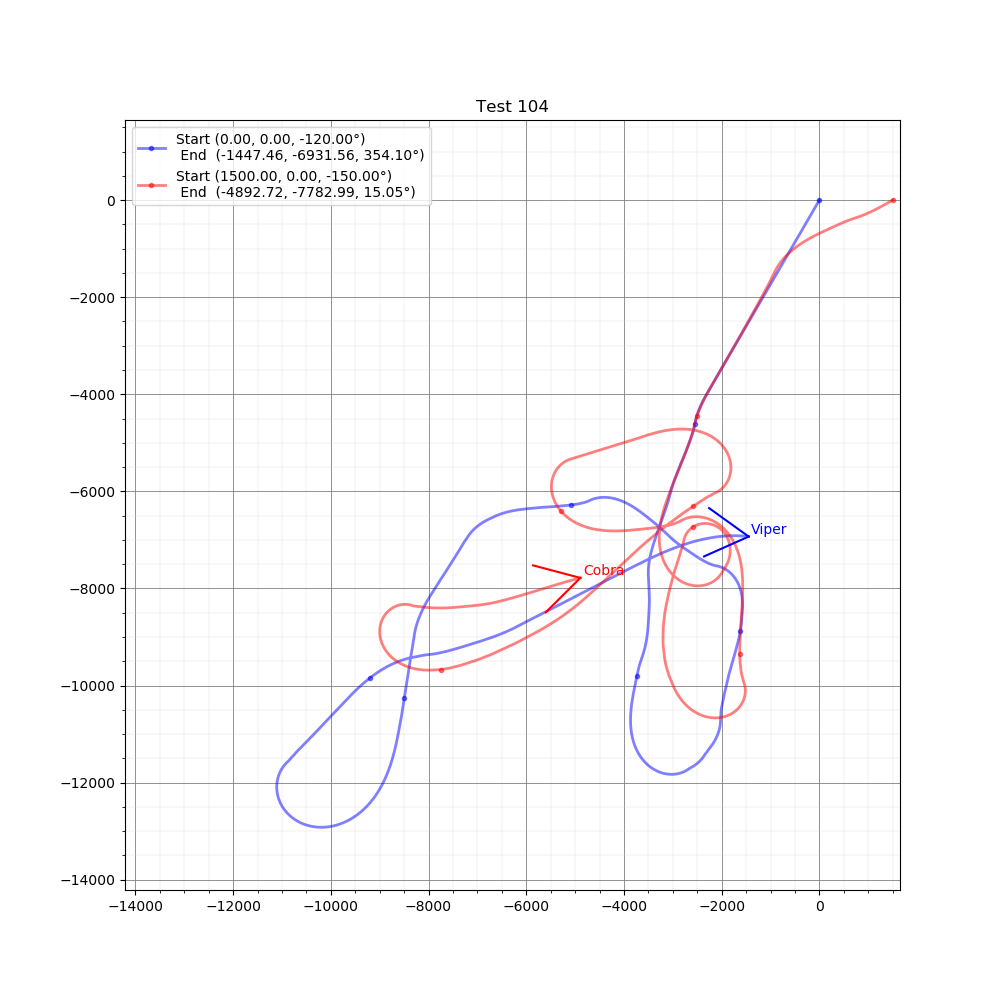 Test 104
Start (0.00, 0.00, -120.00°)
End (-1447.46, -6931.56, 354.10°)
Start (1500.00, 0.00, -150.00°)
End (-4892.72, -7782.99, 15.05°)
0
−2000
−4000
−6000
−8000
−10000
−12000
−14000
Viper
Cobra
−14000 −12000 −10000 −8000 −6000 −4000 −2000 0